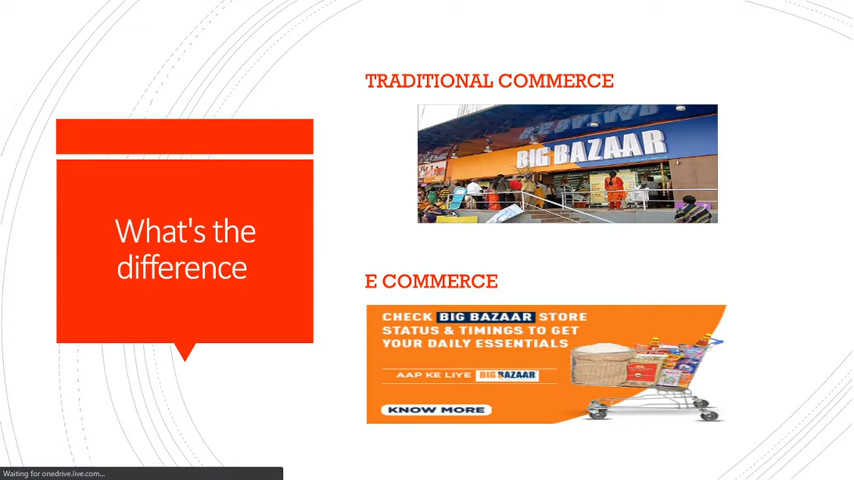 TRADITIONAL COMMERCE
BIG BAZAAR
What's the
difference
E COMMERCE
CHECK BIG BAZAAR STORE
STATUS & TIMINGS TO GET
YOUR DAILY ESSENTIALS
AAP KE LIYE BIG BAZAAR
KNOW MORE
Waiting for onedrive.live.com...